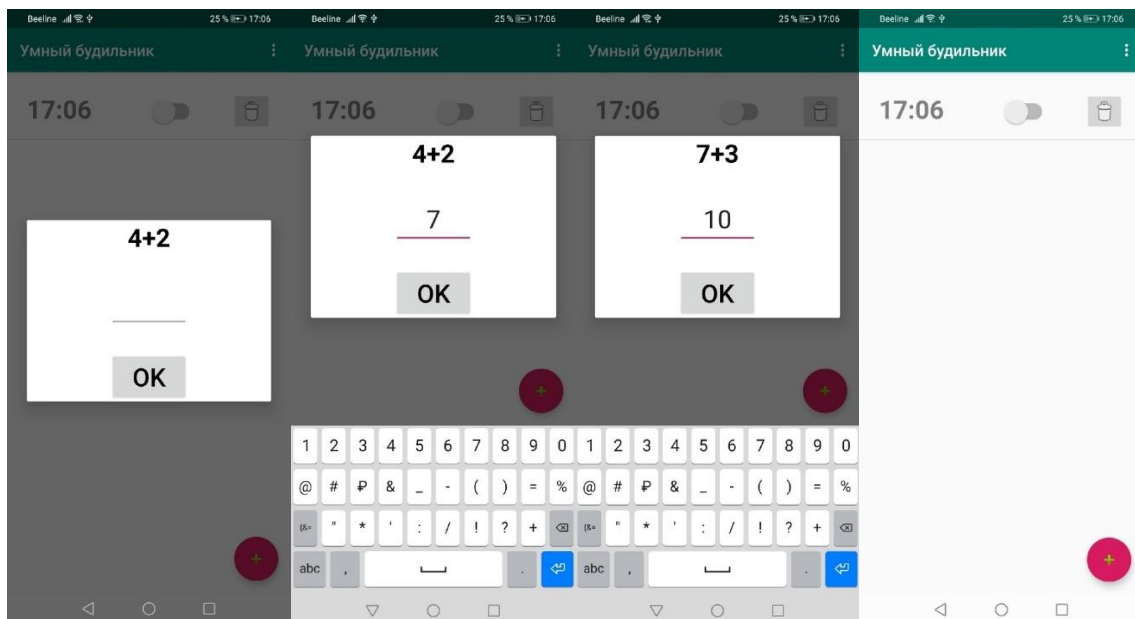 Beeline 25 % 17:06
Умный будильник
17:06
4+2
OK
Beeline 25 % 17:06
Умный будильник
17:06
4+2
7
OK
+
1 2 3 4 5 6 7 8 9 0
@ # ₽ & _ - ( ) = %
{&= " * ' : / ! ? +
abc , .
Beeline 25 % 17:06
Умный будильник
17:06
7+3
10
OK
+
1 2 3 4 5 6 7 8 9 0
@ # ₽ & _ - ( ) = %
{&= " * ' : / ! ? +
abc , .
Beeline 25 % 17:06
Умный будильник
17:06
+